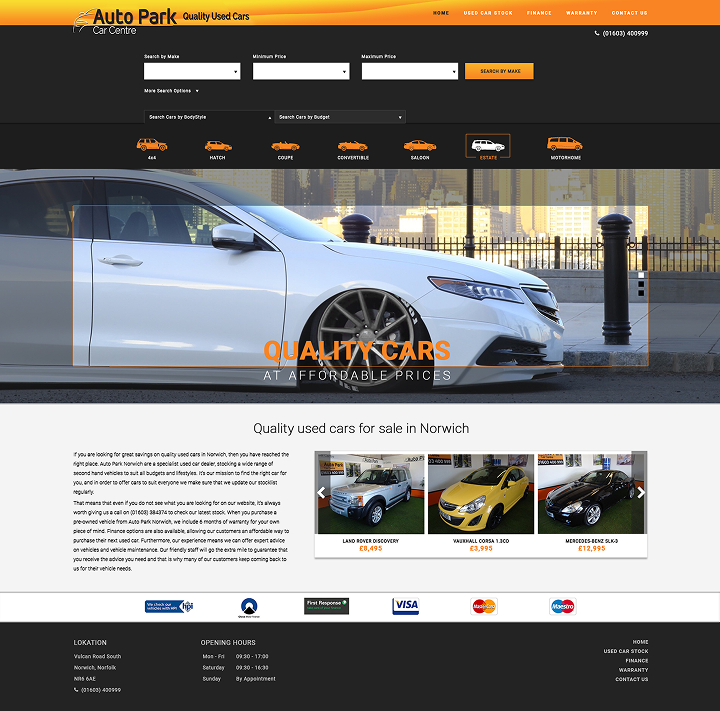 Auto Park
Car Centre
Quality Used Cars
HOME USED CAR STOCK FINANCE WARRANTY CONTACT US
(01603) 400999
Search by Make Minimum Price Maximum Price
SEARCH BY MAKE
More Search Options
Search Cars by BodyStyle Search Cars by Budget
4x4 HATCH COUPE CONVERTIBLE SALOON ESTATE MOTORHOME
QUALITY CARS
AT AFFORDABLE PRICES
Quality used cars for sale in Norwich
If you are looking for great savings on quality used cars in Norwich, then you have reached the
right place. Auto Park Norwich are a specialist used car dealer, stocking a wide range of
second hand vehicles to suit all budgets and lifestyles. It's our mission to find the right car for
you, and in order to offer cars to suit everyone we make sure that we update our stocklist
regularly.
That means that even if you do not see what you are looking for on our website, it's always
worth giving us a call on (01603) 384374 to check our latest stock. When you purchase a
pre-owned vehicle from Auto Park Norwich, we include 6 months of warranty for your own
piece of mind. Finance options are also available, allowing our customers an affordable way to
purchase their next used car. Furthermore, our experience means we can offer expert advice
on vehicles and vehicle maintenance. Our friendly staff will go the extra mile to guarantee that
you receive the advice you need and that is why many of our customers keep coming back to
us for their vehicle needs.
LAND ROVER DISCOVERY
£8,495
VAUXHALL CORSA 1.3CD
£3,995
MERCEDES-BENZ SLK-3
£12,995
We check our
vehicles with HPI
hpi
First Response
VISA
MasterCard
Maestro
LOKATION
Vulcan Road South
Norwich, Norfolk
NR6 6AE
(01603) 400999
OPENING HOURS
Mon - Fri 09:30 - 17:00
Saturday 09:30 - 16:30
Sunday By Appointment
HOME
USED CAR STOCK
FINANCE
WARRANTY
CONTACT US